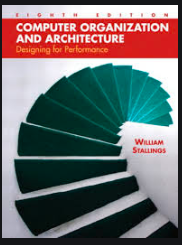 EIGHTH EDITION
COMPUTER ORGANIZATION
AND ARCHITECTURE
Designing for Performance
WILLIAM
STALLINGS